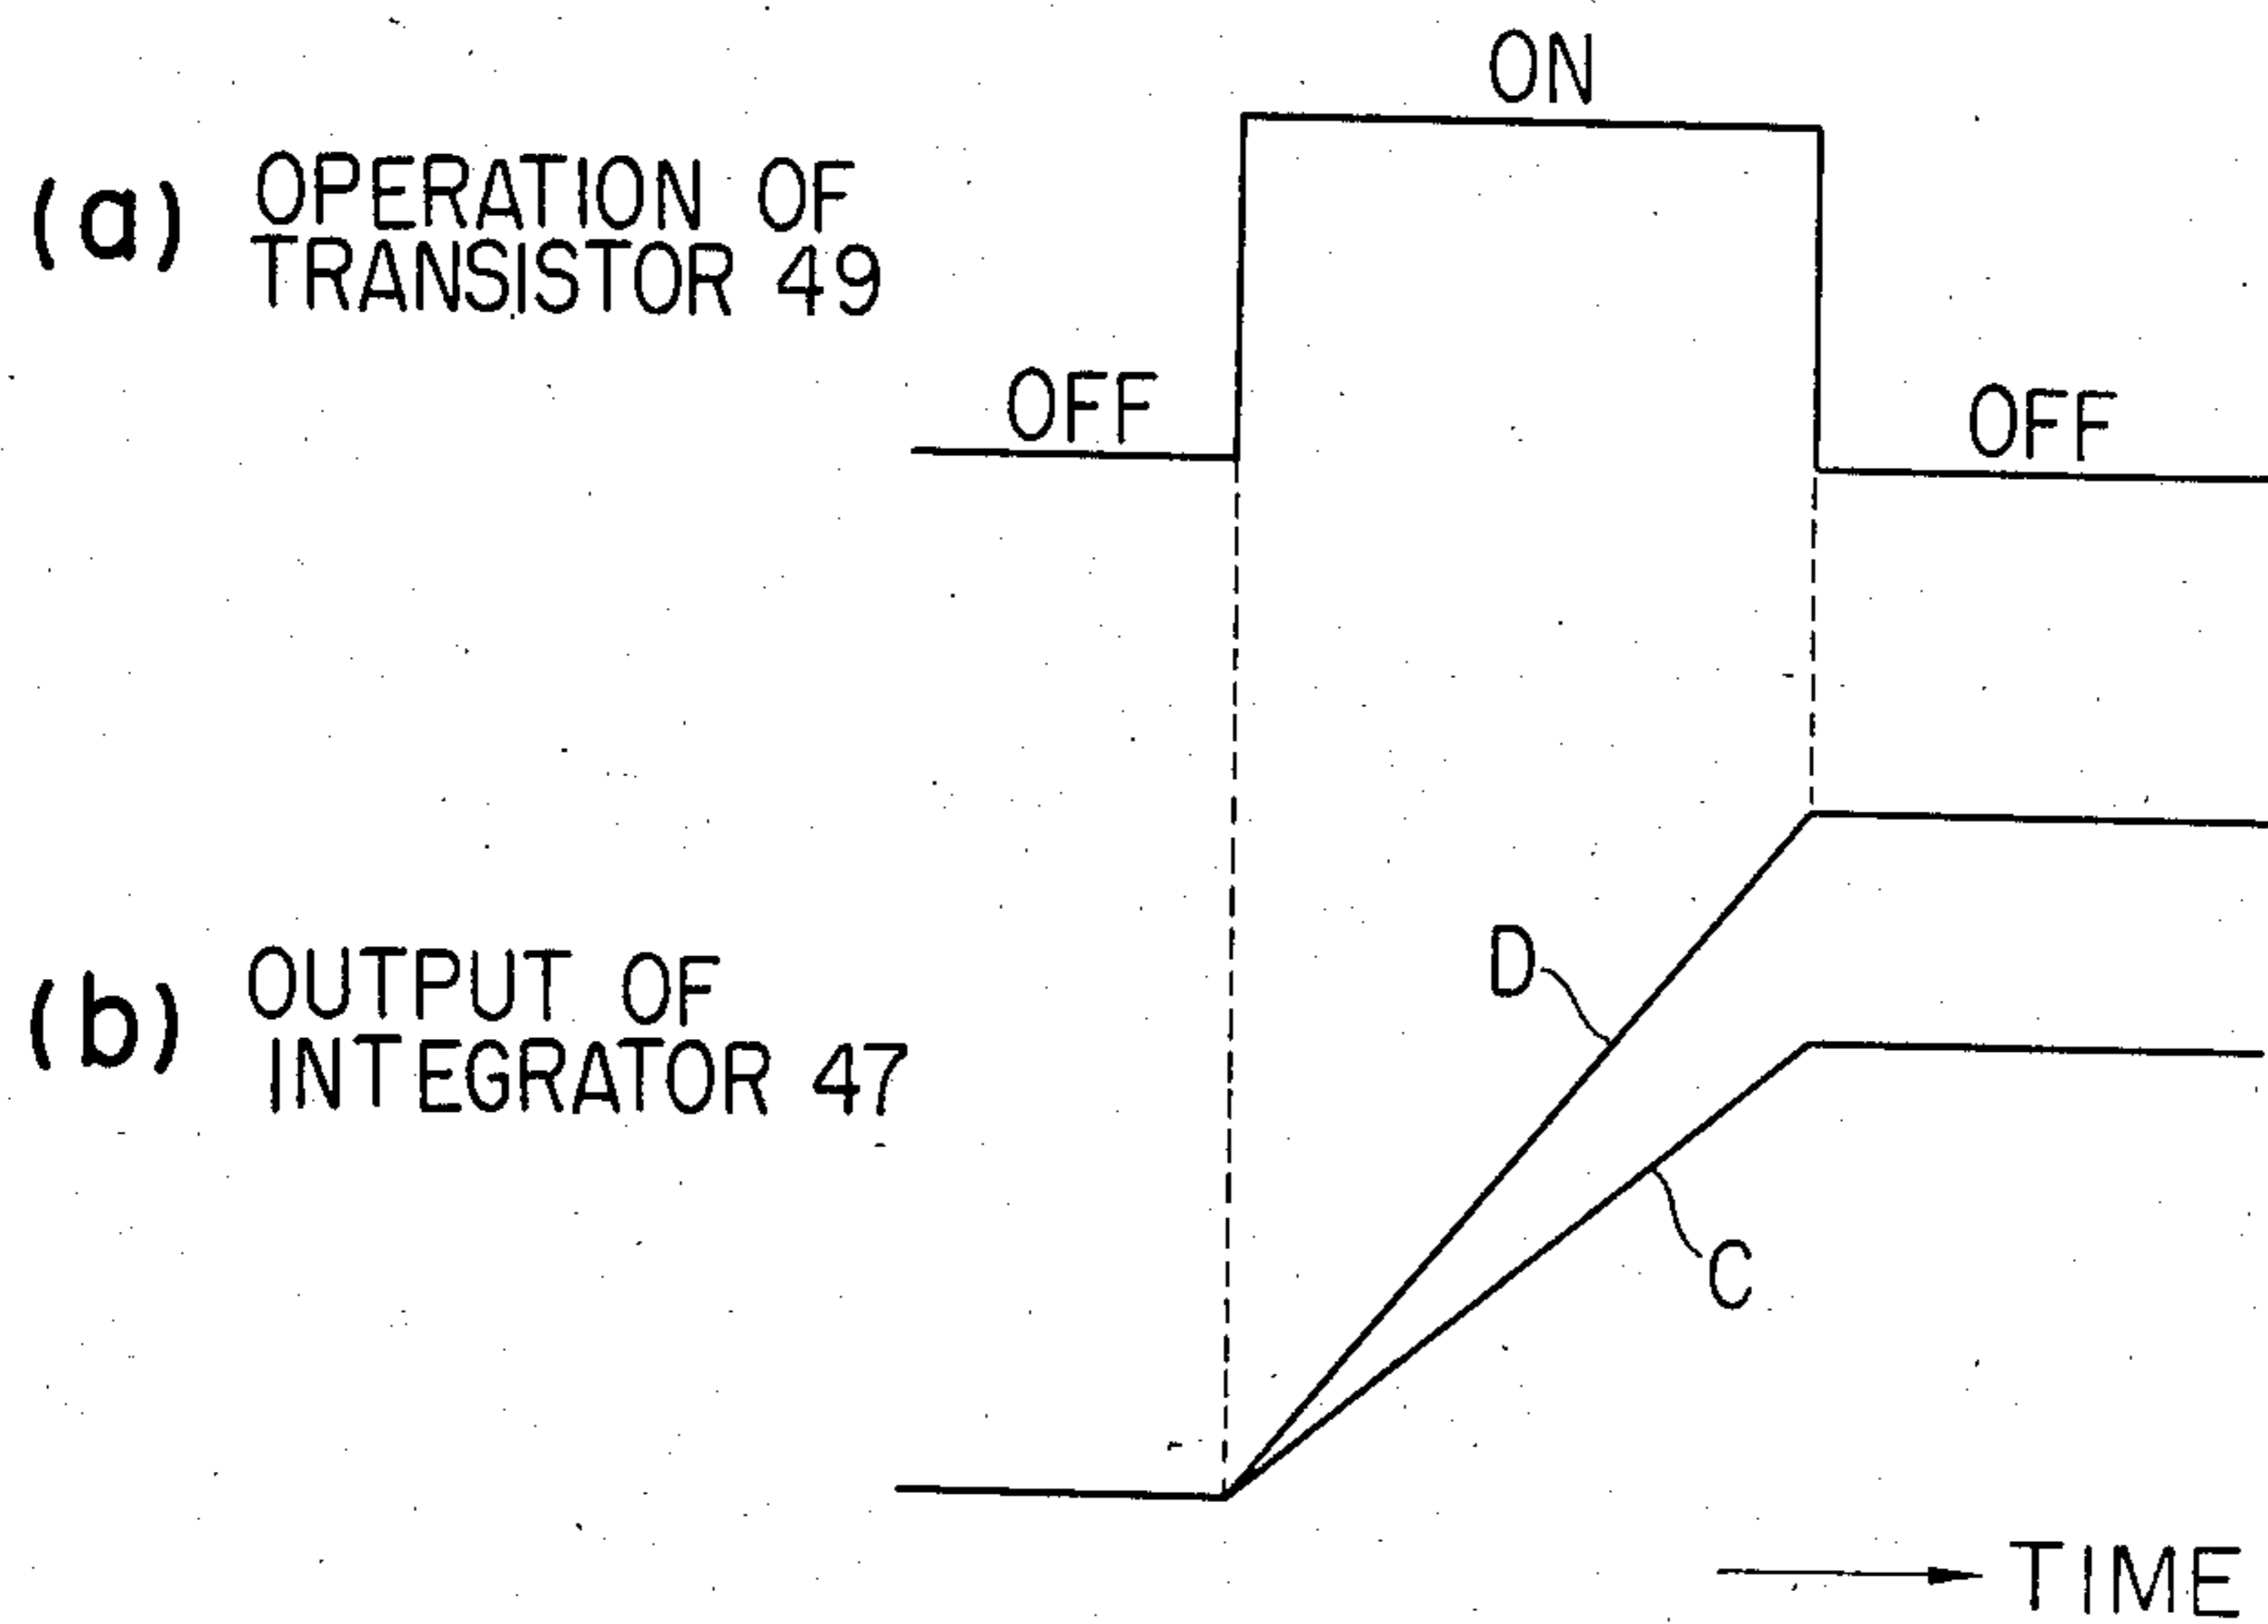 ON
(a) OPERATION OF
TRANSISTOR 49
OFF
OFF
D
(b) OUTPUT OF
INTEGRATOR 47
C
TIME